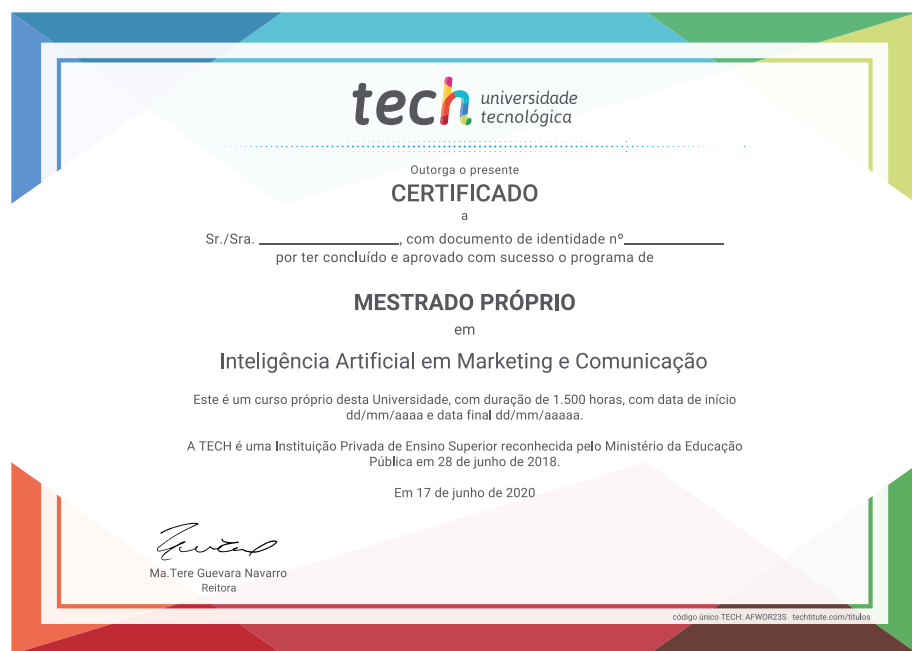 tech universidade
tecnológica
Outorga o presente
CERTIFICADO
a
Sr./Sra. ____________________, com documento de identidade nº______________
por ter concluído e aprovado com sucesso o programa de
MESTRADO PRÓPRIO
em
Inteligência Artificial em Marketing e Comunicação
Este é um curso próprio desta Universidade, com duração de 1.500 horas, com data de início
dd/mm/aaaa e data final dd/mm/aaaaa.
A TECH é uma Instituição Privada de Ensino Superior reconhecida pelo Ministério da Educação
Pública em 28 de junho de 2018.
Em 17 de junho de 2020
Ma.Tere Guevara Navarro
Reitora
código único TECH: AFWOR23S techtitute.com/titulos